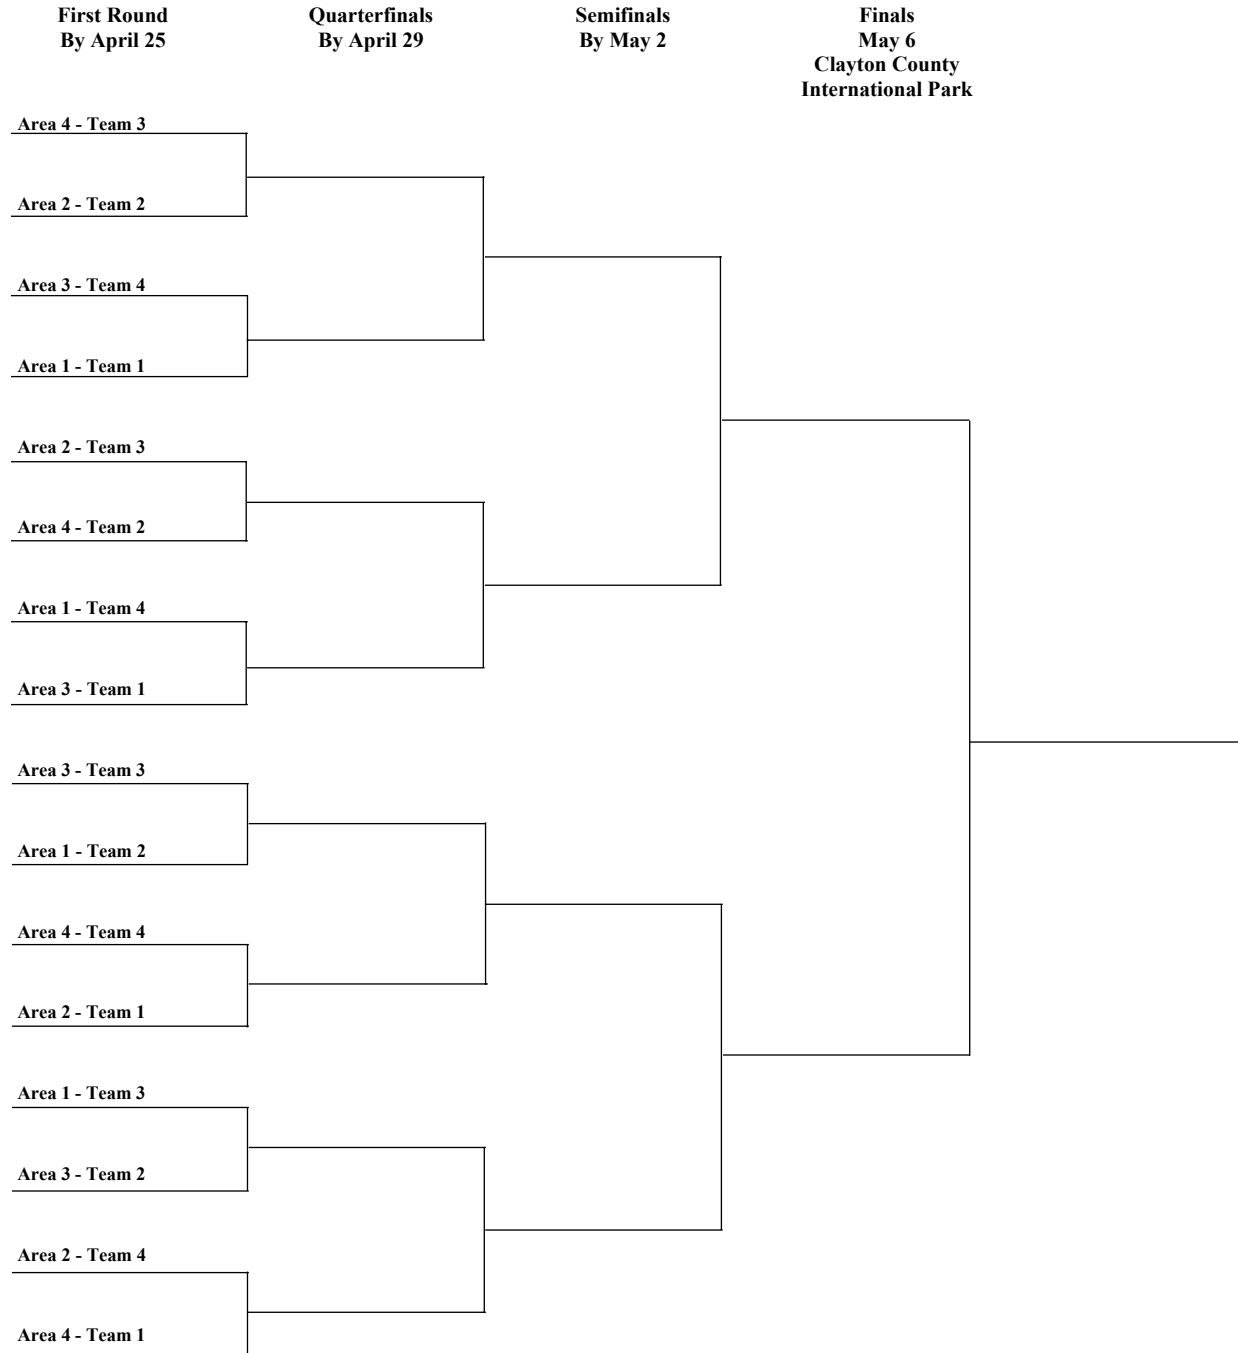 First Round
By April 25
Quarterfinals
By April 29
Semifinals
By May 2
Finals
May 6
Clayton County
International Park
Area 4 - Team 3
Area 2 - Team 2
Area 3 - Team 4
Area 1 - Team 1
Area 2 - Team 3
Area 4 - Team 2
Area 1 - Team 4
Area 3 - Team 1
Area 3 - Team 3
Area 1 - Team 2
Area 4 - Team 4
Area 2 - Team 1
Area 1 - Team 3
Area 3 - Team 2
Area 2 - Team 4
Area 4 - Team 1